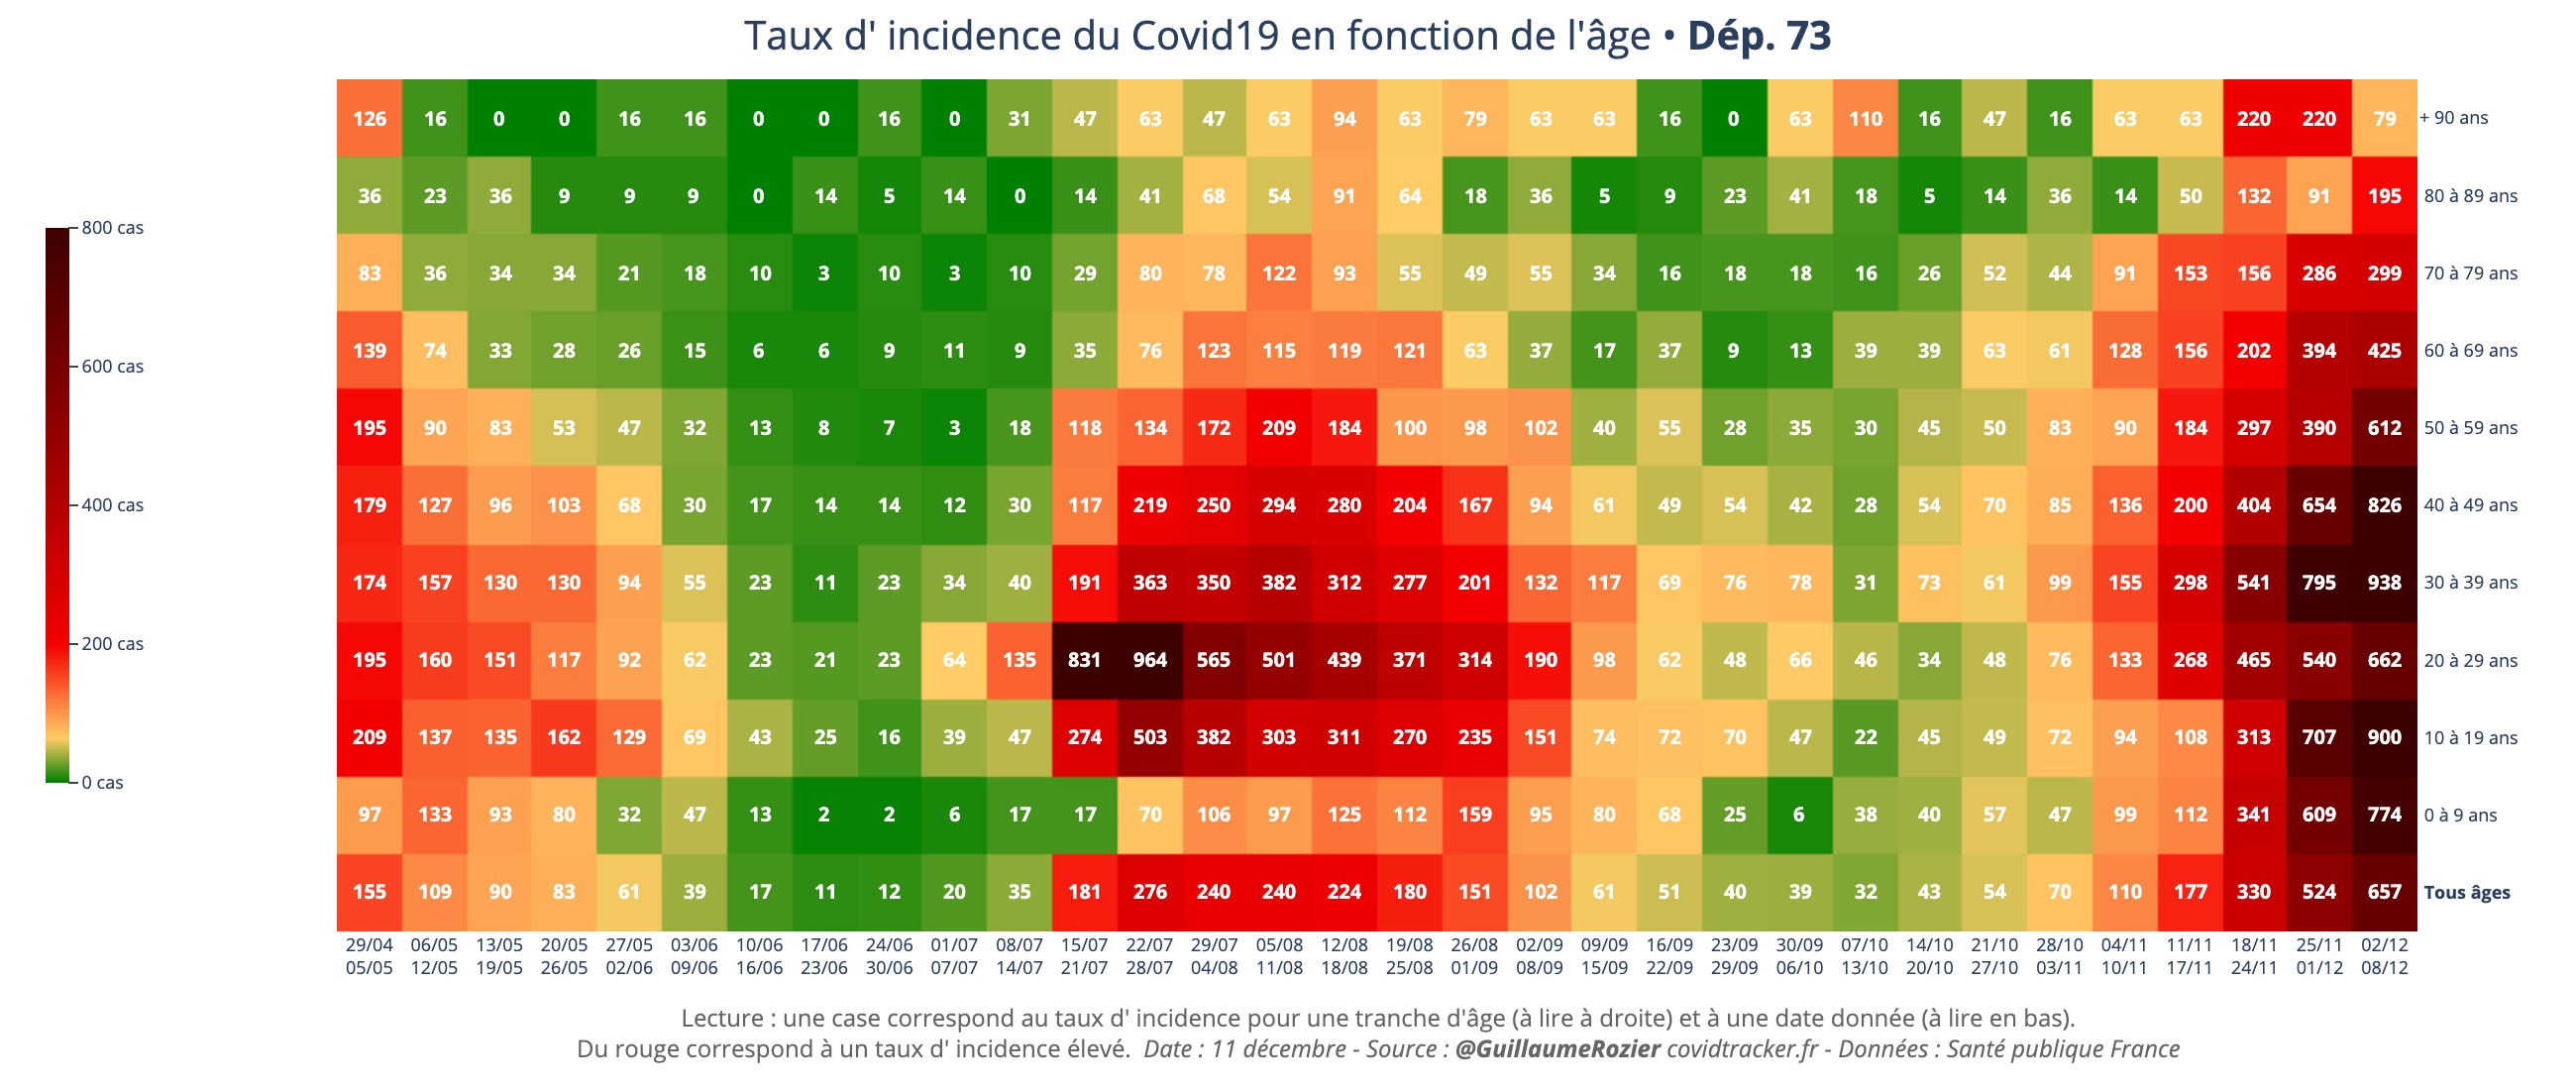 Taux d' incidence du Covid19 en fonction de l'âge • Dép. 73
126 16 0 0 16 16 0 0 16 0 31 47 63 47 63 94 63 79 63 63 16 0 63 110 16 47 16 63 63 220 220 79 + 90 ans
36 23 36 9 9 9 0 14 5 14 0 14 41 68 54 91 64 18 36 5 9 23 41 18 5 14 36 14 50 132 91 195 80 à 89 ans
83 36 34 34 21 18 10 3 10 3 10 29 80 78 122 93 55 49 55 34 16 18 18 16 26 52 44 91 153 156 286 299 70 à 79 ans
139 74 33 28 26 15 6 6 9 11 9 35 76 123 115 119 121 63 37 17 37 9 13 39 39 63 61 128 156 202 394 425 60 à 69 ans
195 90 83 53 47 32 13 8 7 3 18 118 134 172 209 184 100 98 102 40 55 28 35 30 45 50 83 90 184 297 390 612 50 à 59 ans
179 127 96 103 68 30 17 14 14 12 30 117 219 250 294 280 204 167 94 61 49 54 42 28 54 70 85 136 200 404 654 826 40 à 49 ans
174 157 130 130 94 55 23 11 23 34 40 191 363 350 382 312 277 201 132 117 69 76 78 31 73 61 99 155 298 541 795 938 30 à 39 ans
195 160 151 117 92 62 23 21 23 64 135 831 964 565 501 439 371 314 190 98 62 48 66 46 34 48 76 133 268 465 540 662 20 à 29 ans
209 137 135 162 129 69 43 25 16 39 47 274 503 382 303 311 270 235 151 74 72 70 47 22 45 49 72 94 108 313 707 900 10 à 19 ans
97 133 93 80 32 47 13 2 2 6 17 17 70 106 97 125 112 159 95 80 68 25 6 38 40 57 47 99 112 341 609 774 0 à 9 ans
155 109 90 83 61 39 17 11 12 20 35 181 276 240 240 224 180 151 102 61 51 40 39 32 43 54 70 110 177 330 524 657 Tous âges
29/04 06/05 13/05 20/05 27/05 03/06 10/06 17/06 24/06 01/07 08/07 15/07 22/07 29/07 05/08 12/08 19/08 26/08 02/09 09/09 16/09 23/09 30/09 07/10 14/10 21/10 28/10 04/11 11/11 18/11 25/11 02/12
05/05 12/05 19/05 26/05 02/06 09/06 16/06 23/06 30/06 07/07 14/07 21/07 28/07 04/08 11/08 18/08 25/08 01/09 08/09 15/09 22/09 29/09 06/10 13/10 20/10 27/10 03/11 10/11 17/11 24/11 01/12 08/12
800 cas
600 cas
400 cas
200 cas
0 cas
Lecture : une case correspond au taux d' incidence pour une tranche d'âge (à lire à droite) et à une date donnée (à lire en bas).
Du rouge correspond à un taux d' incidence élevé. Date : 11 décembre - Source : @GuillaumeRozier covidtracker.fr - Données : Santé publique France